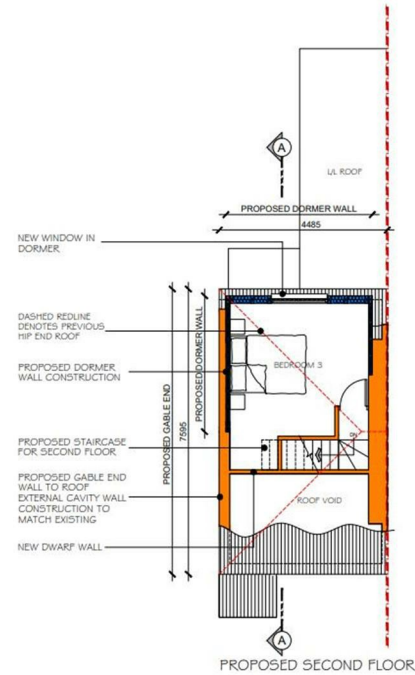 A
L/L ROOF
PROPOSED DORMER WALL
4485
NEW WINDOW IN
DORMER
DASHED REDLINE
DENOTES PREVIOUS
HIP END ROOF
PROPOSED DORMER
WALL CONSTRUCTION
PROPOSED STAIRCASE
FOR SECOND FLOOR
PROPOSED GABLE END
WALL TO ROOF
EXTERNAL CAVITY WALL
CONSTRUCTION TO
MATCH EXISTING
NEW DWARF WALL
PROPOSED GABLE END
7595
PROPOSED DORMER WALL
BEDROOM 3
ROOF VOID
A
PROPOSED SECOND FLOOR